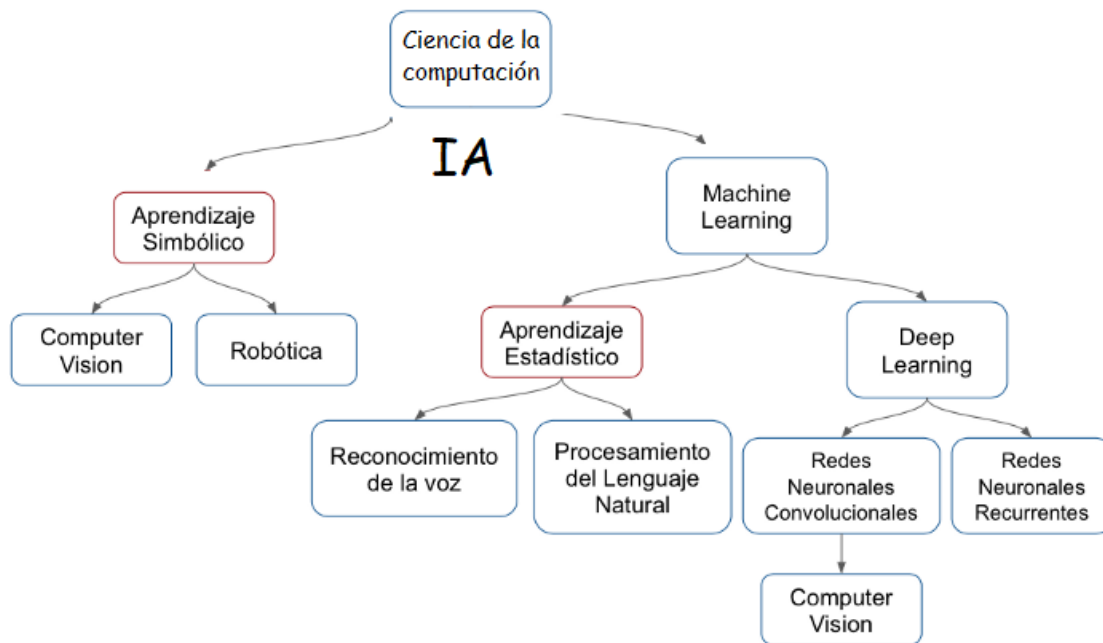 Ciencia de la
computación
IA
Aprendizaje
Simbólico
Machine
Learning
Computer
Vision
Robótica
Aprendizaje
Estadístico
Deep
Learning
Reconocimiento
de la voz
Procesamiento
del Lenguaje
Natural
Redes
Neuronales
Convolucionales
Redes
Neuronales
Recurrentes
Computer
Vision